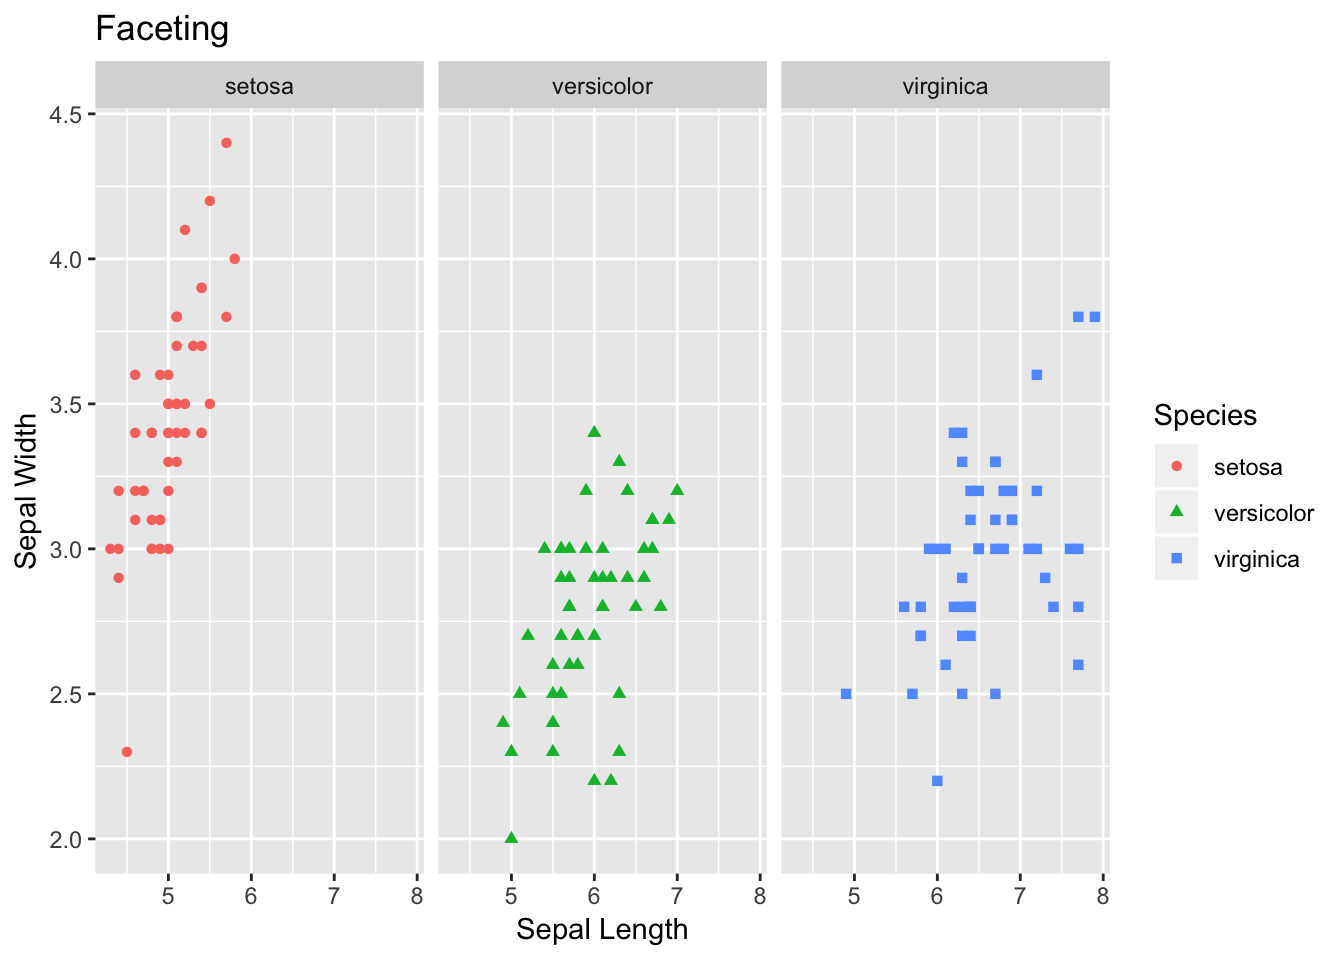 Faceting
setosa versicolor virginica
4.5
4.0
3.5
3.0
2.5
2.0
Sepal Width
5 6 7 8 5 6 7 8 5 6 7 8
Sepal Length
Species
setosa
versicolor
virginica